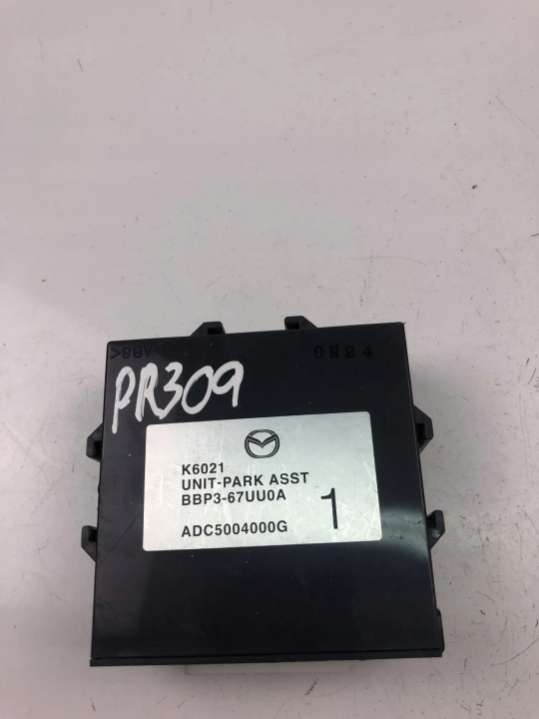 PR309
K6021
UNIT-PARK ASST
BBP3-67UU0A
1
ADC5004000G